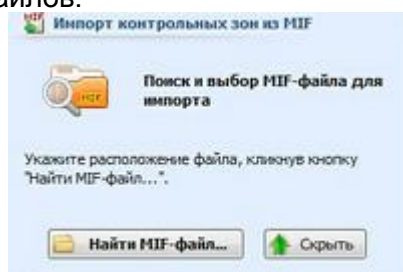 айлов.
Импорт контрольных зон из MIF
Поиск и выбор MIF-файла для
импорта
Укажите расположение файла, кликнув кнопку
"Найти MIF-файл...".
Найти MIF-файл... Скрыть